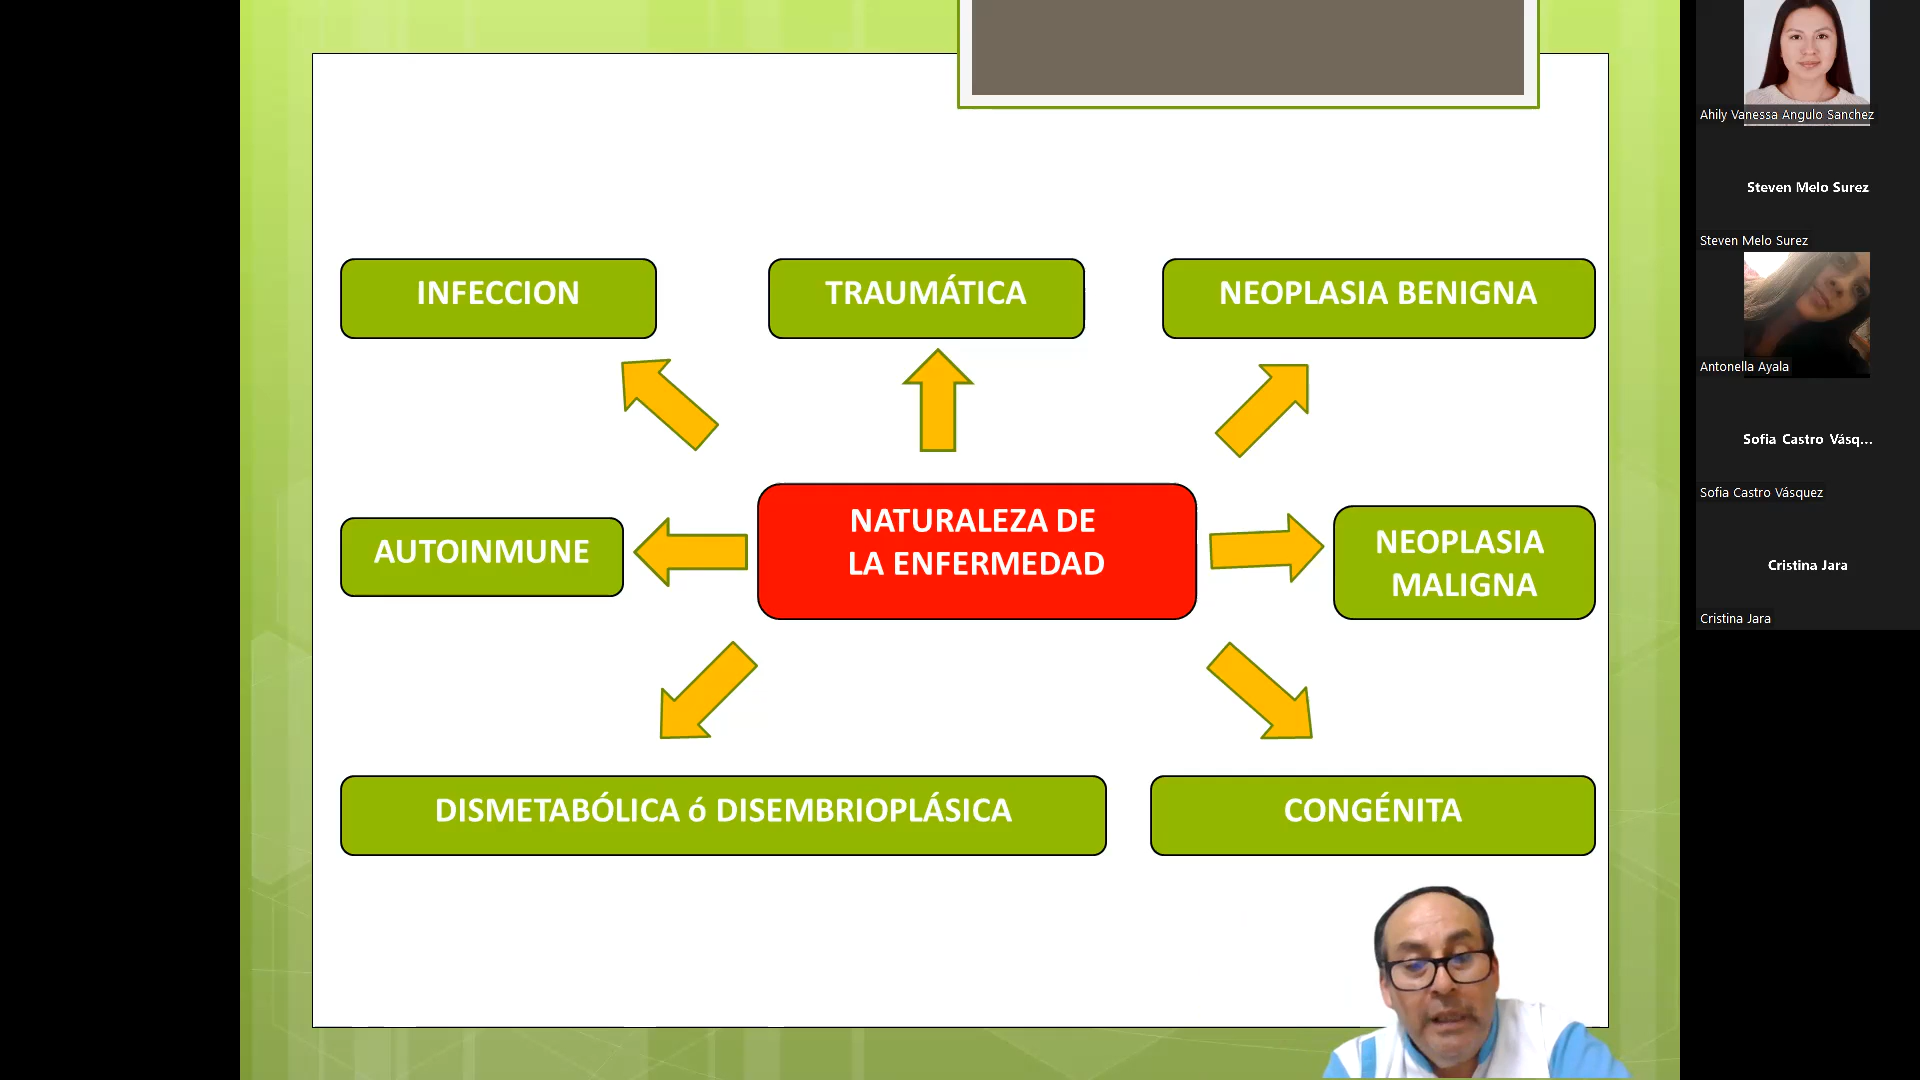 INFECCION
TRAUMÁTICA
NEOPLASIA BENIGNA
NATURALEZA DE
LA ENFERMEDAD
AUTOINMUNE
NEOPLASIA
MALIGNA
DISMETABÓLICA ó DISEMBRIOPLÁSICA
CONGÉNITA
Ahily Vanessa Angulo Sanchez
Steven Melo Surez
Steven Melo Surez
Antonella Ayala
Sofia Castro Vásq...
Sofia Castro Vásquez
Cristina Jara
Cristina Jara